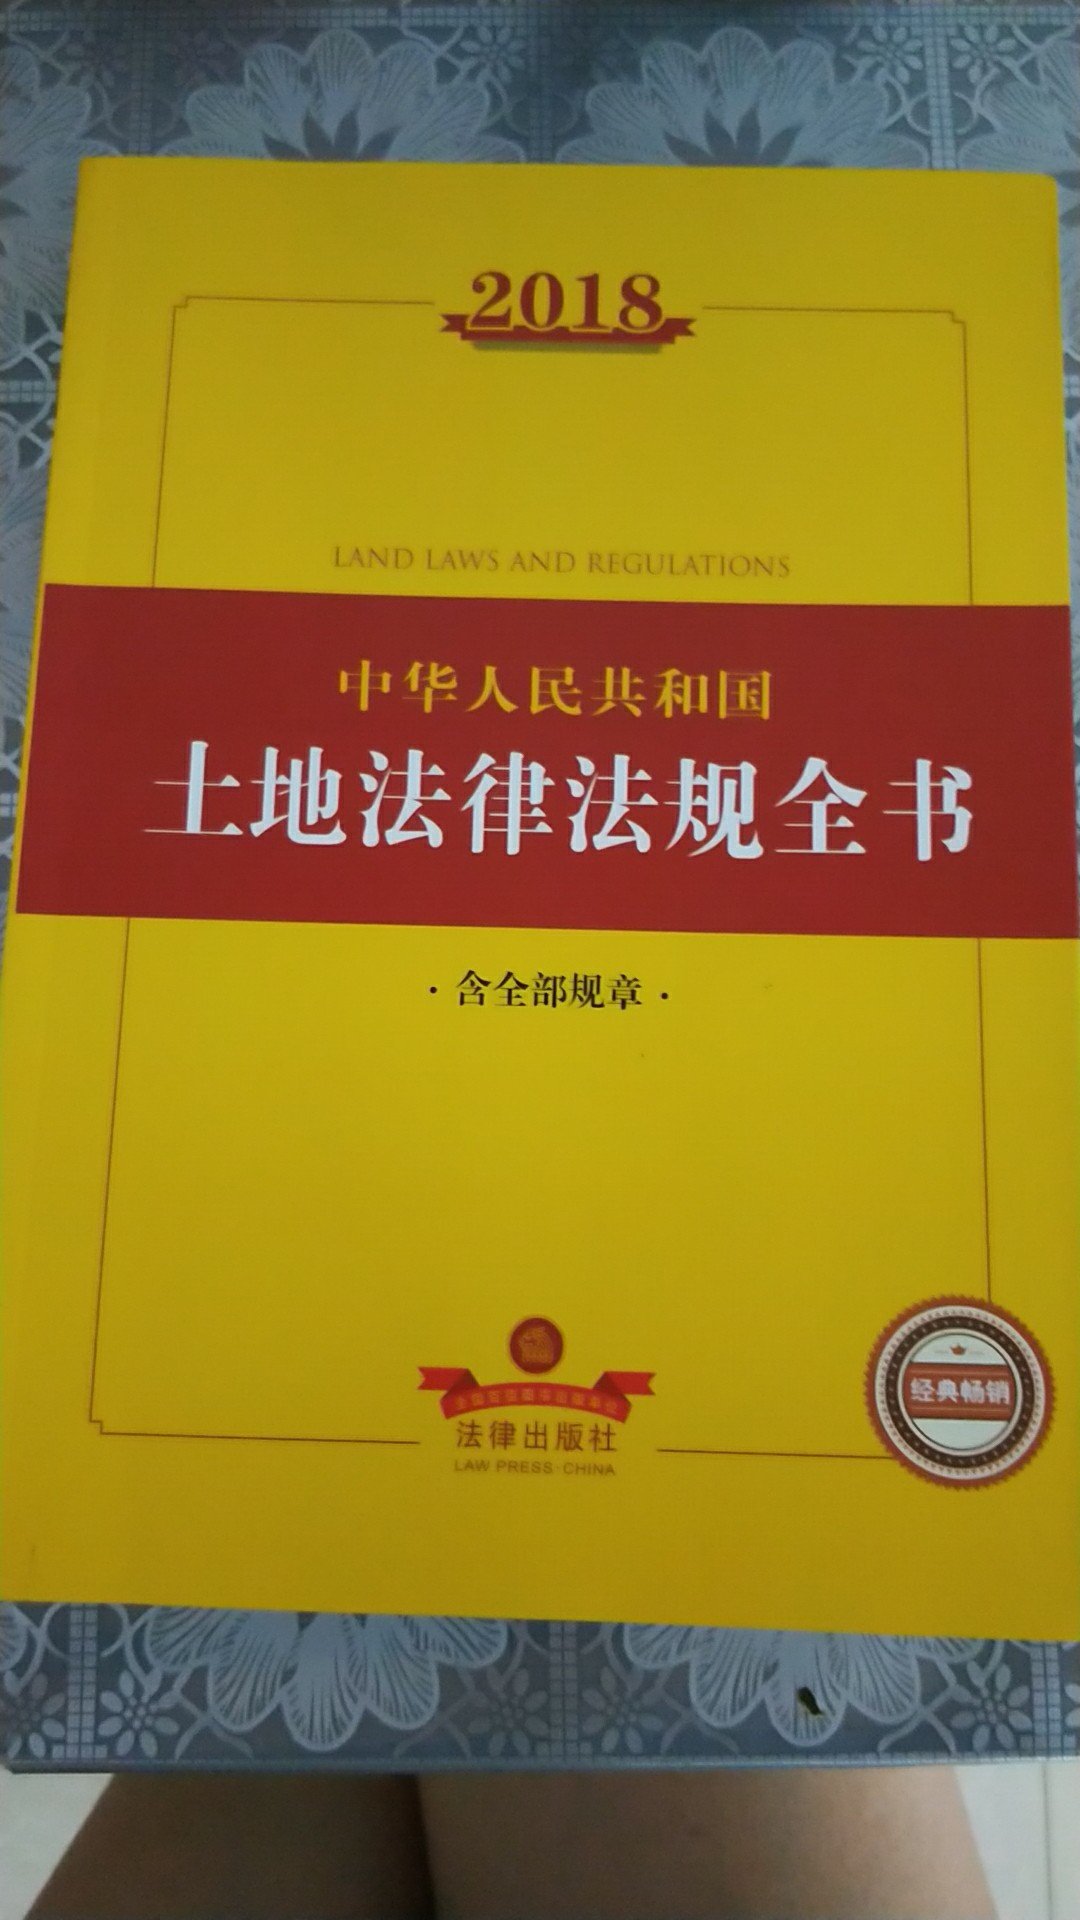 2018
LAND LAWS AND REGULATIONS
中华人民共和国
土地法律法规全书
·含全部规章·
法律出版社
LAW PRESS·CHINA
经典畅销